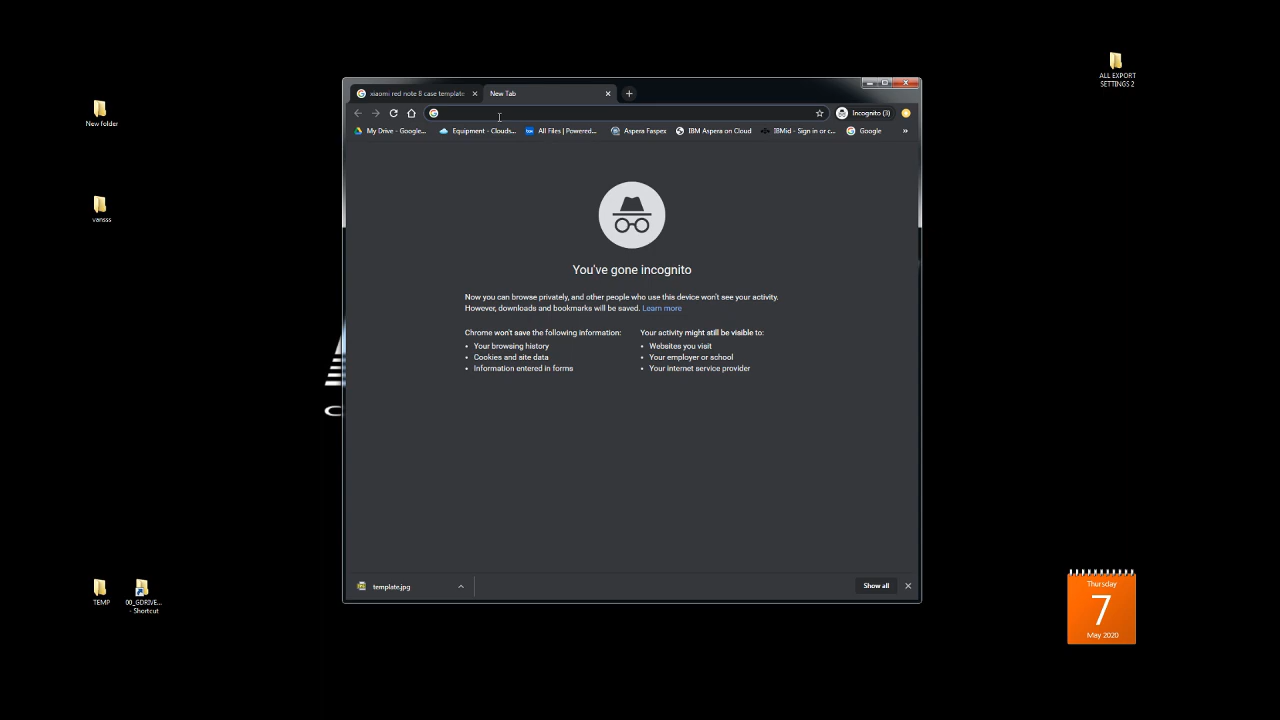 ALL EXPORT
SETTINGS 2
xiaomi red note 8 case template
New Tab
New folder
Incognito (3)
My Drive - Google...
Equipment - Clouds...
All Files | Powered...
Aspera Faspex
IBM Aspera on Cloud
IBMid - Sign in or c...
Google
»
vansss
You've gone incognito
Now you can browse privately, and other people who use this device won't see your activity.
However, downloads and bookmarks will be saved. Learn more
Chrome won't save the following information:
• Your browsing history
• Cookies and site data
• Information entered in forms
Your activity might still be visible to:
• Websites you visit
• Your employer or school
• Your internet service provider
template.jpg
Show all
TEMP
00_GDRIVE...
- Shortcut
Thursday
7
May 2020